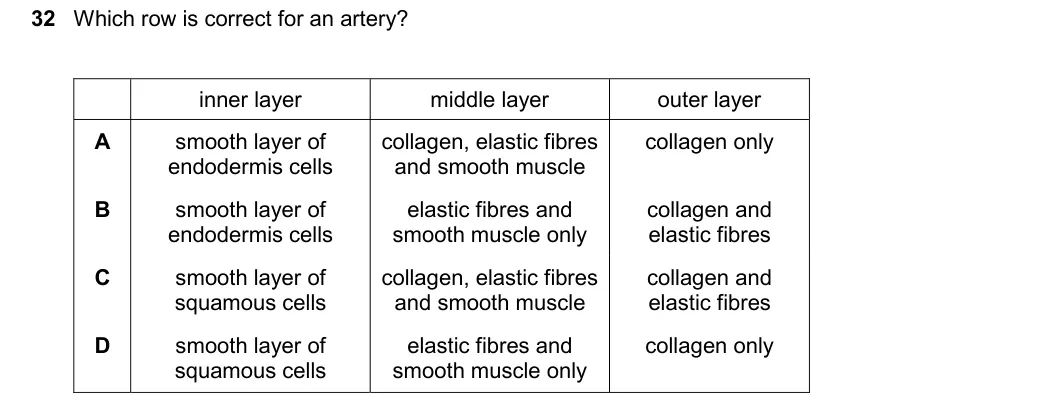 32 Which row is correct for an artery?
inner layer middle layer outer layer
A smooth layer of collagen, elastic fibres collagen only
endodermis cells and smooth muscle
B smooth layer of elastic fibres and collagen and
endodermis cells smooth muscle only elastic fibres
C smooth layer of collagen, elastic fibres collagen and
squamous cells and smooth muscle elastic fibres
D smooth layer of elastic fibres and collagen only
squamous cells smooth muscle only